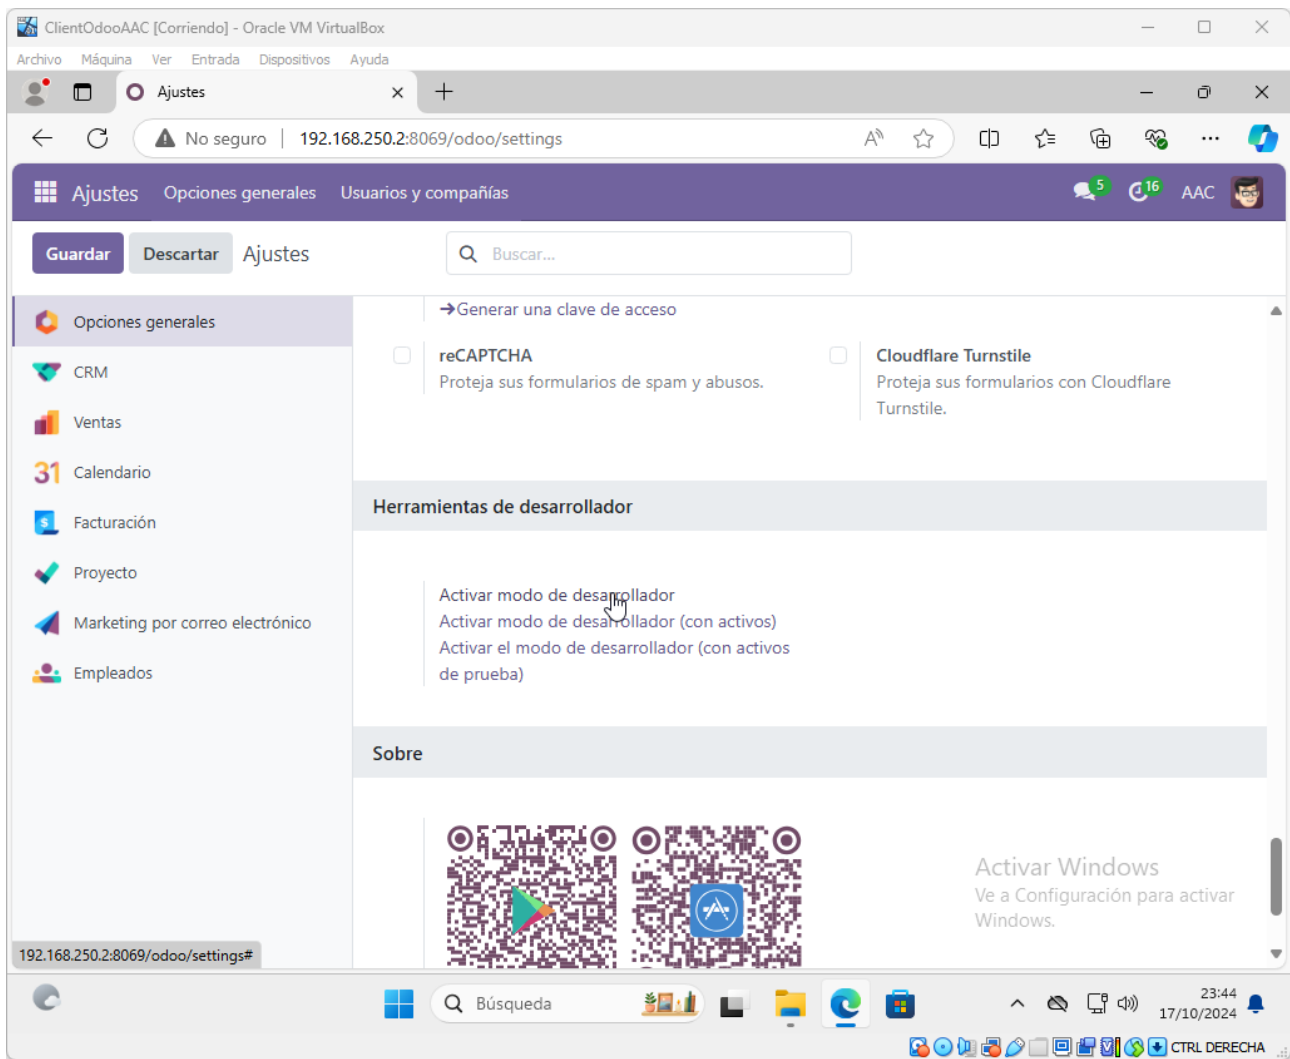 ClientOdooAAC [Corriendo] - Oracle VM VirtualBox
Archivo Máquina Ver Entrada Dispositivos Ayuda
Ajustes
No seguro 192.168.250.2:8069/odoo/settings
Ajustes Opciones generales Usuarios y compañías 5 16 AAC
Guardar Descartar Ajustes Buscar...
Opciones generales
CRM
Ventas
31 Calendario
Facturación
Proyecto
Marketing por correo electrónico
Empleados
→Generar una clave de acceso
reCAPTCHA
Proteja sus formularios de spam y abusos.
Cloudflare Turnstile
Proteja sus formularios con Cloudflare
Turnstile.
Herramientas de desarrollador
Activar modo de desarrollador
Activar modo de desarrollador (con activos)
Activar el modo de desarrollador (con activos
de prueba)
Sobre
Activar Windows
Ve a Configuración para activar
Windows.
192.168.250.2:8069/odoo/settings#
Búsqueda
23:44
17/10/2024
CTRL DERECHA